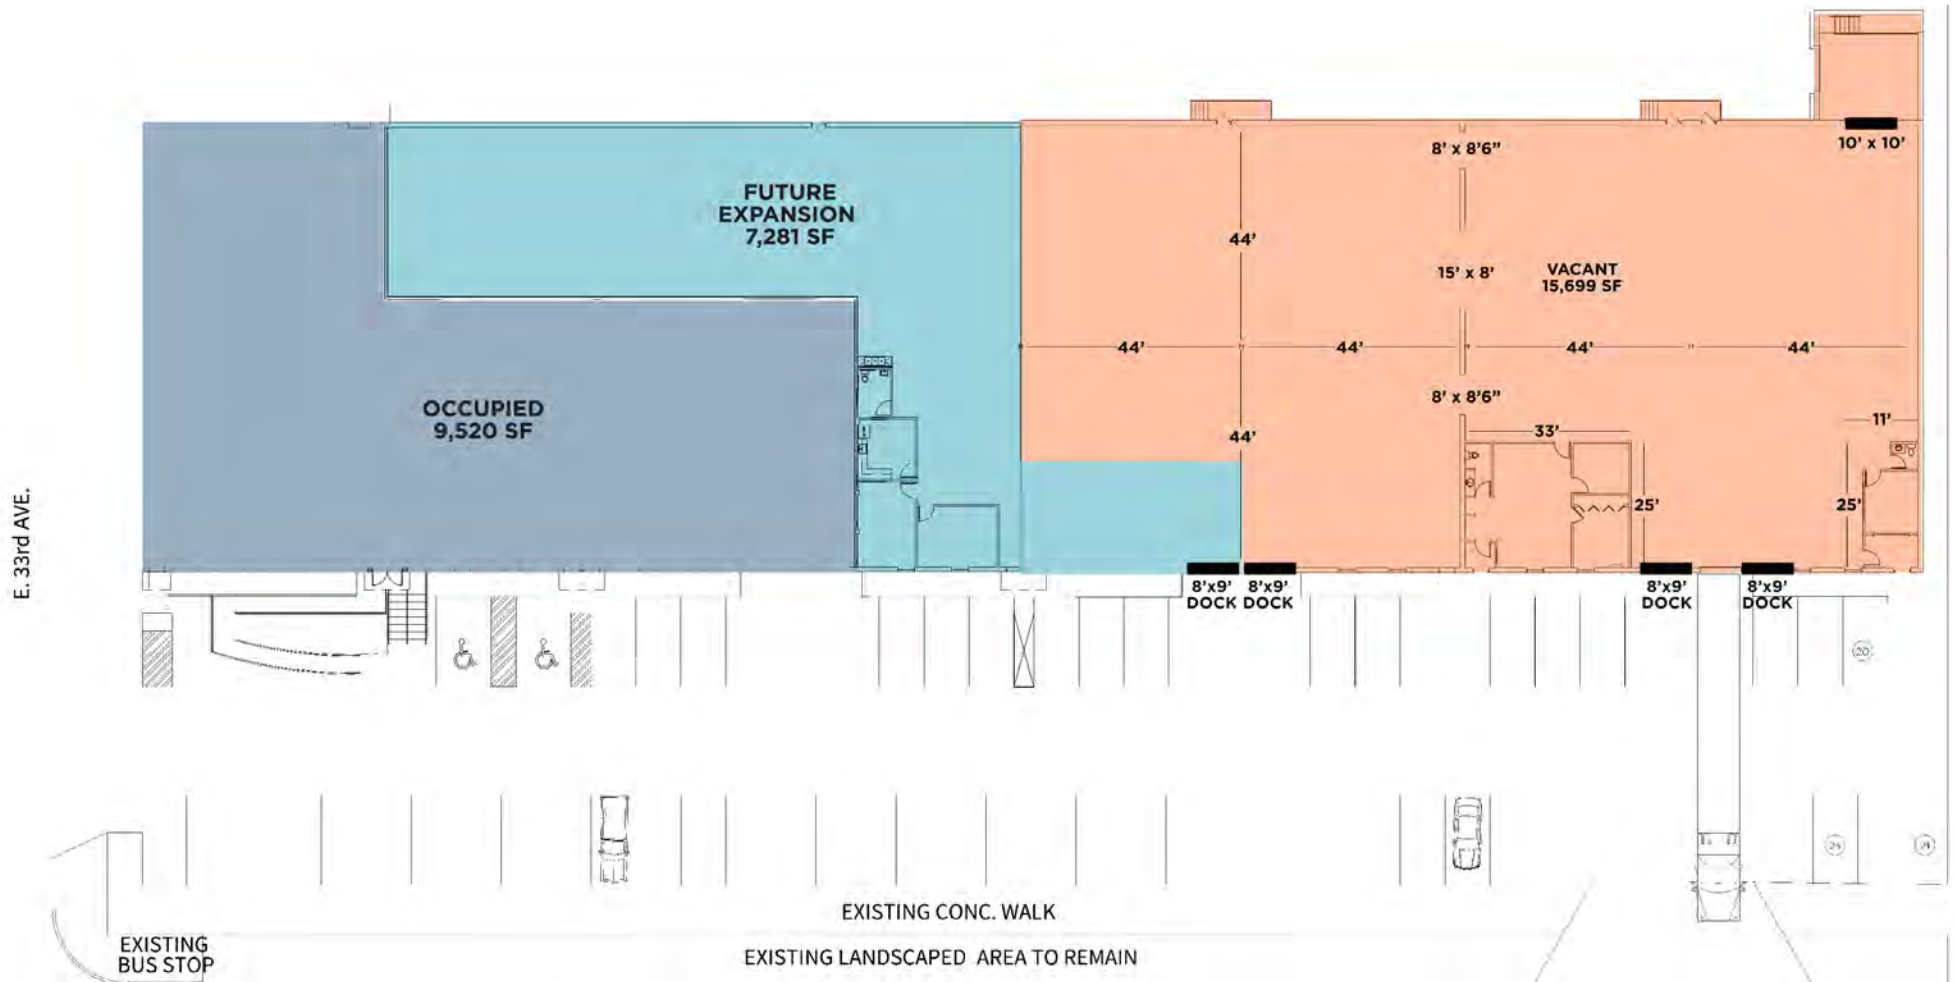 10' x 10'
8' x 8'6"
FUTURE
EXPANSION
7,281 SF
44'
15' x 8'
VACANT
15,699 SF
44'
44'
44'
44'
8' x 8'6"
OCCUPIED
9,520 SF
44'
33'
11'
25'
25'
E. 33rd AVE.
8'x9'
DOCK
8'x9'
DOCK
8'x9'
DOCK
8'x9'
DOCK
20
EXISTING CONC. WALK
EXISTING
BUS STOP
EXISTING LANDSCAPED AREA TO REMAIN